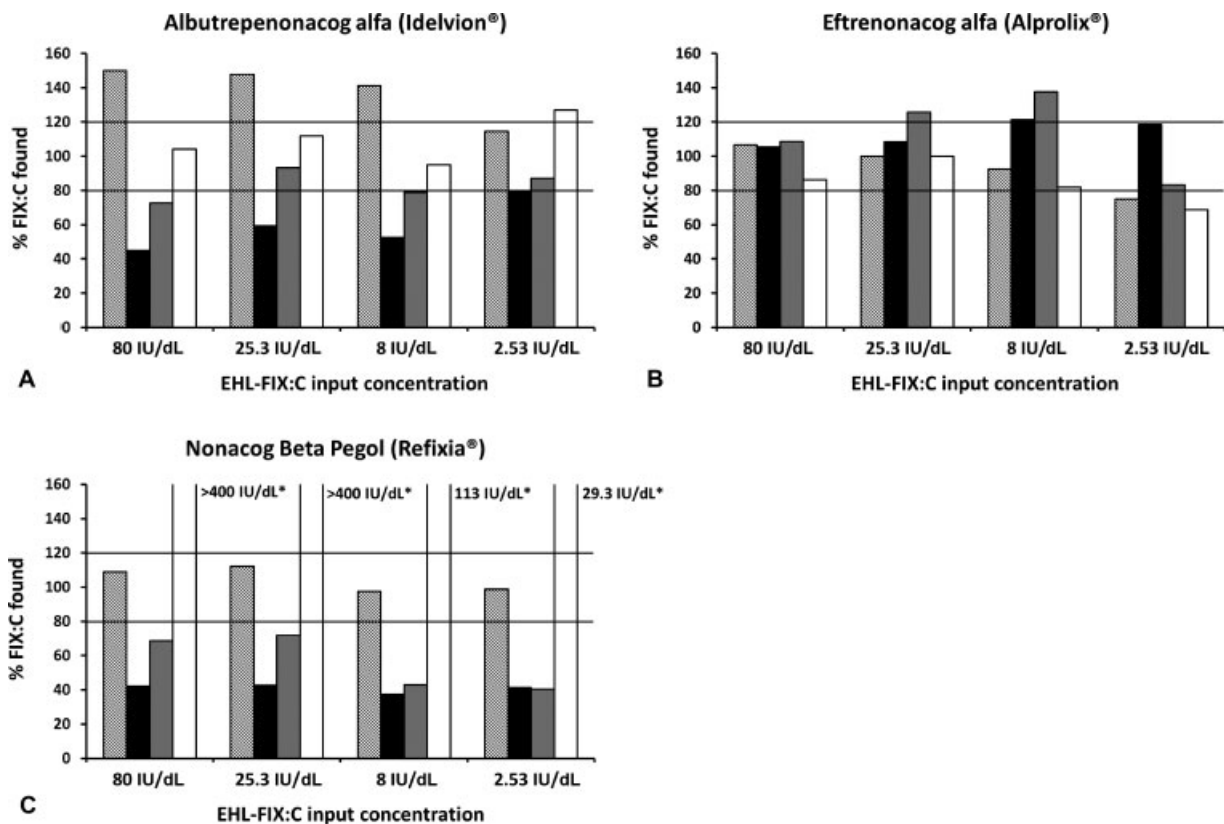 Albutrepenonacog alfa (Idelvion®)
% FIX:C found
160
140
120
100
80
60
40
20
0
80 IU/dL 25.3 IU/dL 8 IU/dL 2.53 IU/dL
A
EHL-FIX:C input concentration
Eftrenonacog alfa (Alprolix®)
% FIX:C found
160
140
120
100
80
60
40
20
0
80 IU/dL 25.3 IU/dL 8 IU/dL 2.53 IU/dL
B
EHL-FIX:C input concentration
Nonacog Beta Pegol (Refixia®)
% FIX:C found
160
140
120
100
80
60
40
20
0
>400 IU/dL* >400 IU/dL* 113 IU/dL* 29.3 IU/dL*
80 IU/dL 25.3 IU/dL 8 IU/dL 2.53 IU/dL
C
EHL-FIX:C input concentration